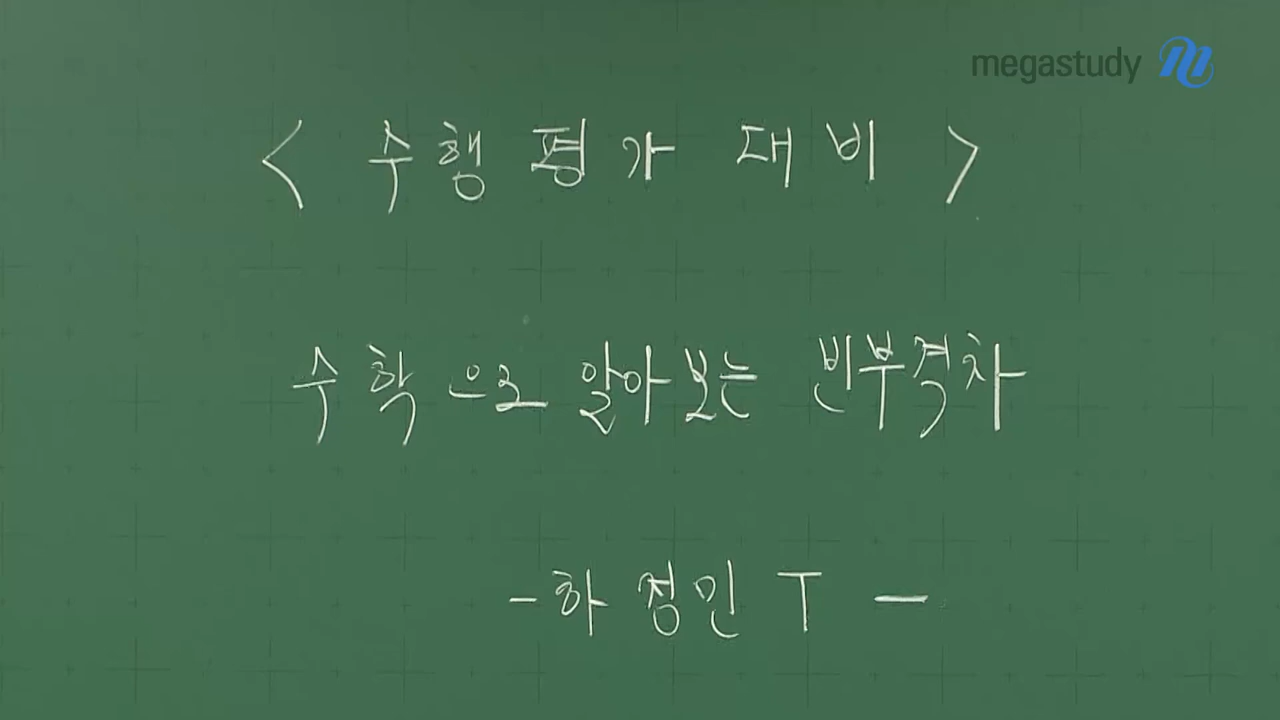 megastudy
< 수행 평가 대비 >
수학으로 알아보는 빈부격차
- 하정민 T -